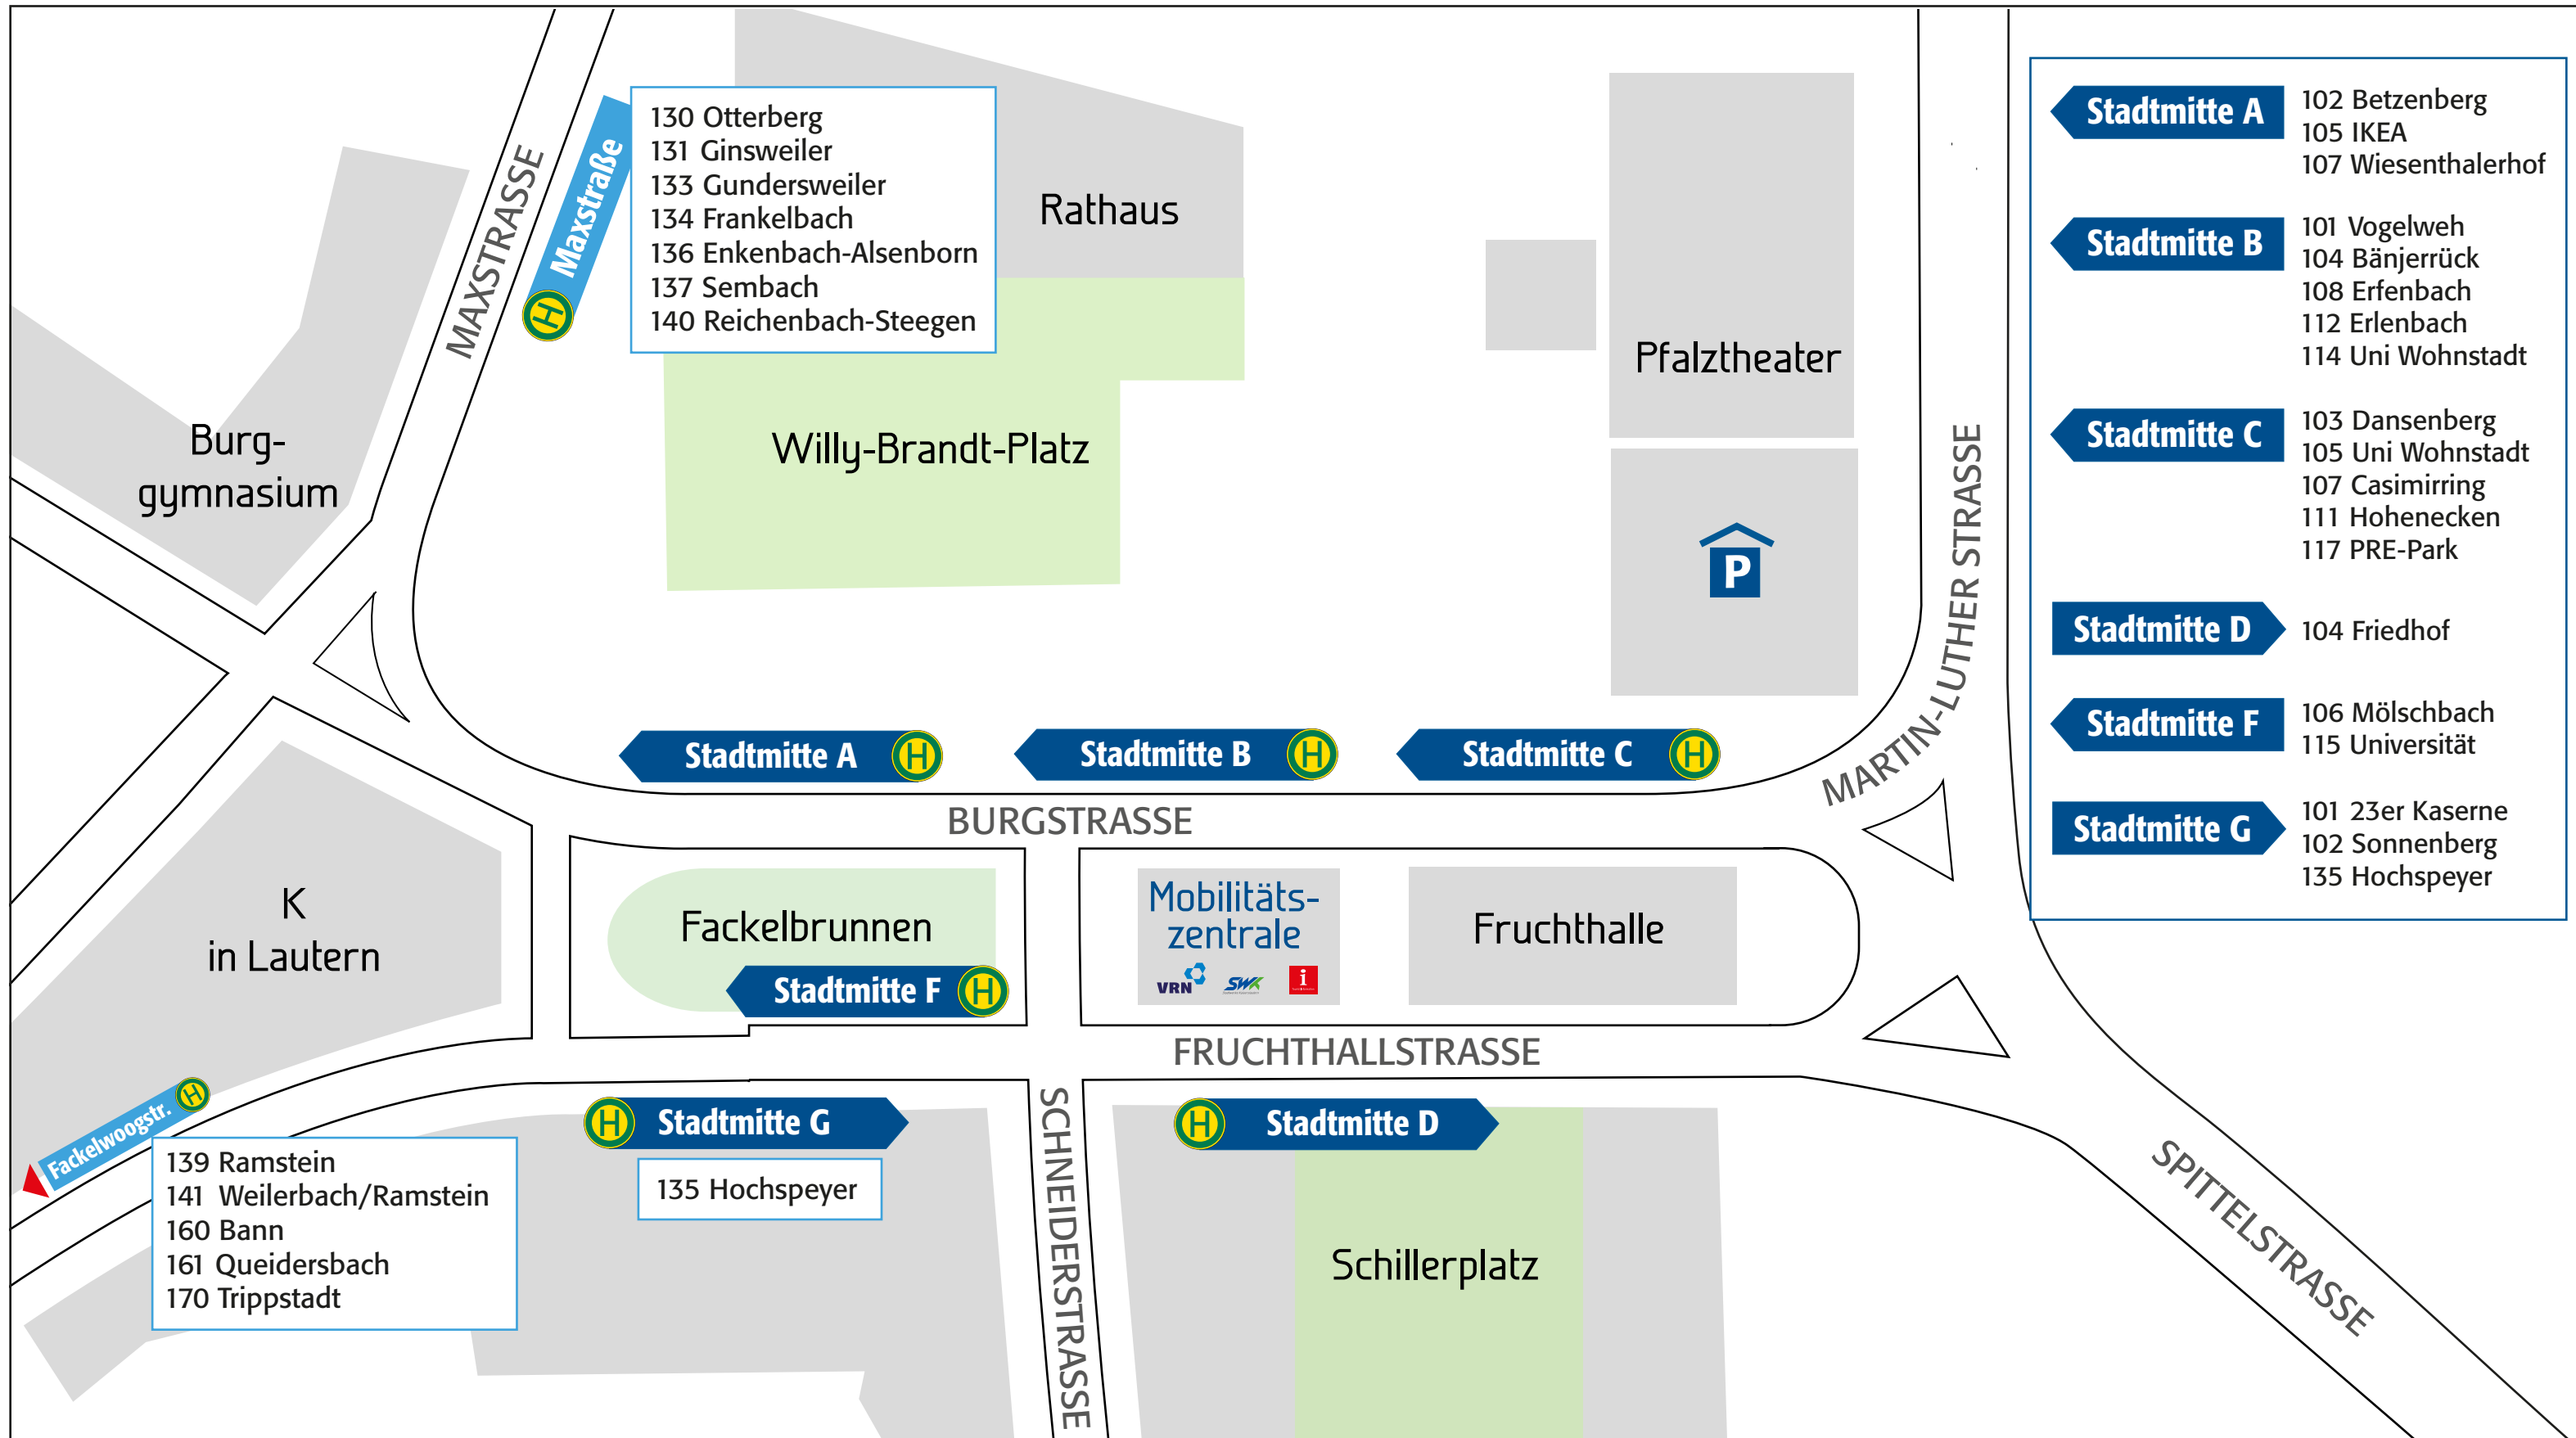 MAXSTRASSE
Maxstraße
H
130 Otterberg
131 Ginsweiler
133 Gundersweiler
134 Frankelbach
136 Enkenbach-Alsenborn
137 Sembach
140 Reichenbach-Steegen
Rathaus
Willy-Brandt-Platz
Pfalztheater
P
Burg-
gymnasium
MARTIN-LUTHER STRASSE
Stadtmitte A
102 Betzenberg
105 IKEA
107 Wiesenthalerhof
Stadtmitte B
101 Vogelweh
104 Bänjerrück
108 Erfenbach
112 Erlenbach
114 Uni Wohnstadt
Stadtmitte C
103 Dansenberg
105 Uni Wohnstadt
107 Casimirring
111 Hohenecken
117 PRE-Park
Stadtmitte D
104 Friedhof
Stadtmitte F
106 Mölschbach
115 Universität
Stadtmitte G
101 23er Kaserne
102 Sonnenberg
135 Hochspeyer
Stadtmitte A H
Stadtmitte B H
Stadtmitte C H
BURGSTRASSE
K
in Lautern
Fackelbrunnen
Stadtmitte F H
Mobilitäts-
zentrale
VRN SWK i
Fruchthalle
FRUCHTHALLSTRASSE
Fackelwoogstr. H
139 Ramstein
141 Weilerbach/Ramstein
160 Bann
161 Queidersbach
170 Trippstadt
H Stadtmitte G
135 Hochspeyer
SCHNEIDERSTRASSE
H Stadtmitte D
Schillerplatz
SPITTELSTRASSE